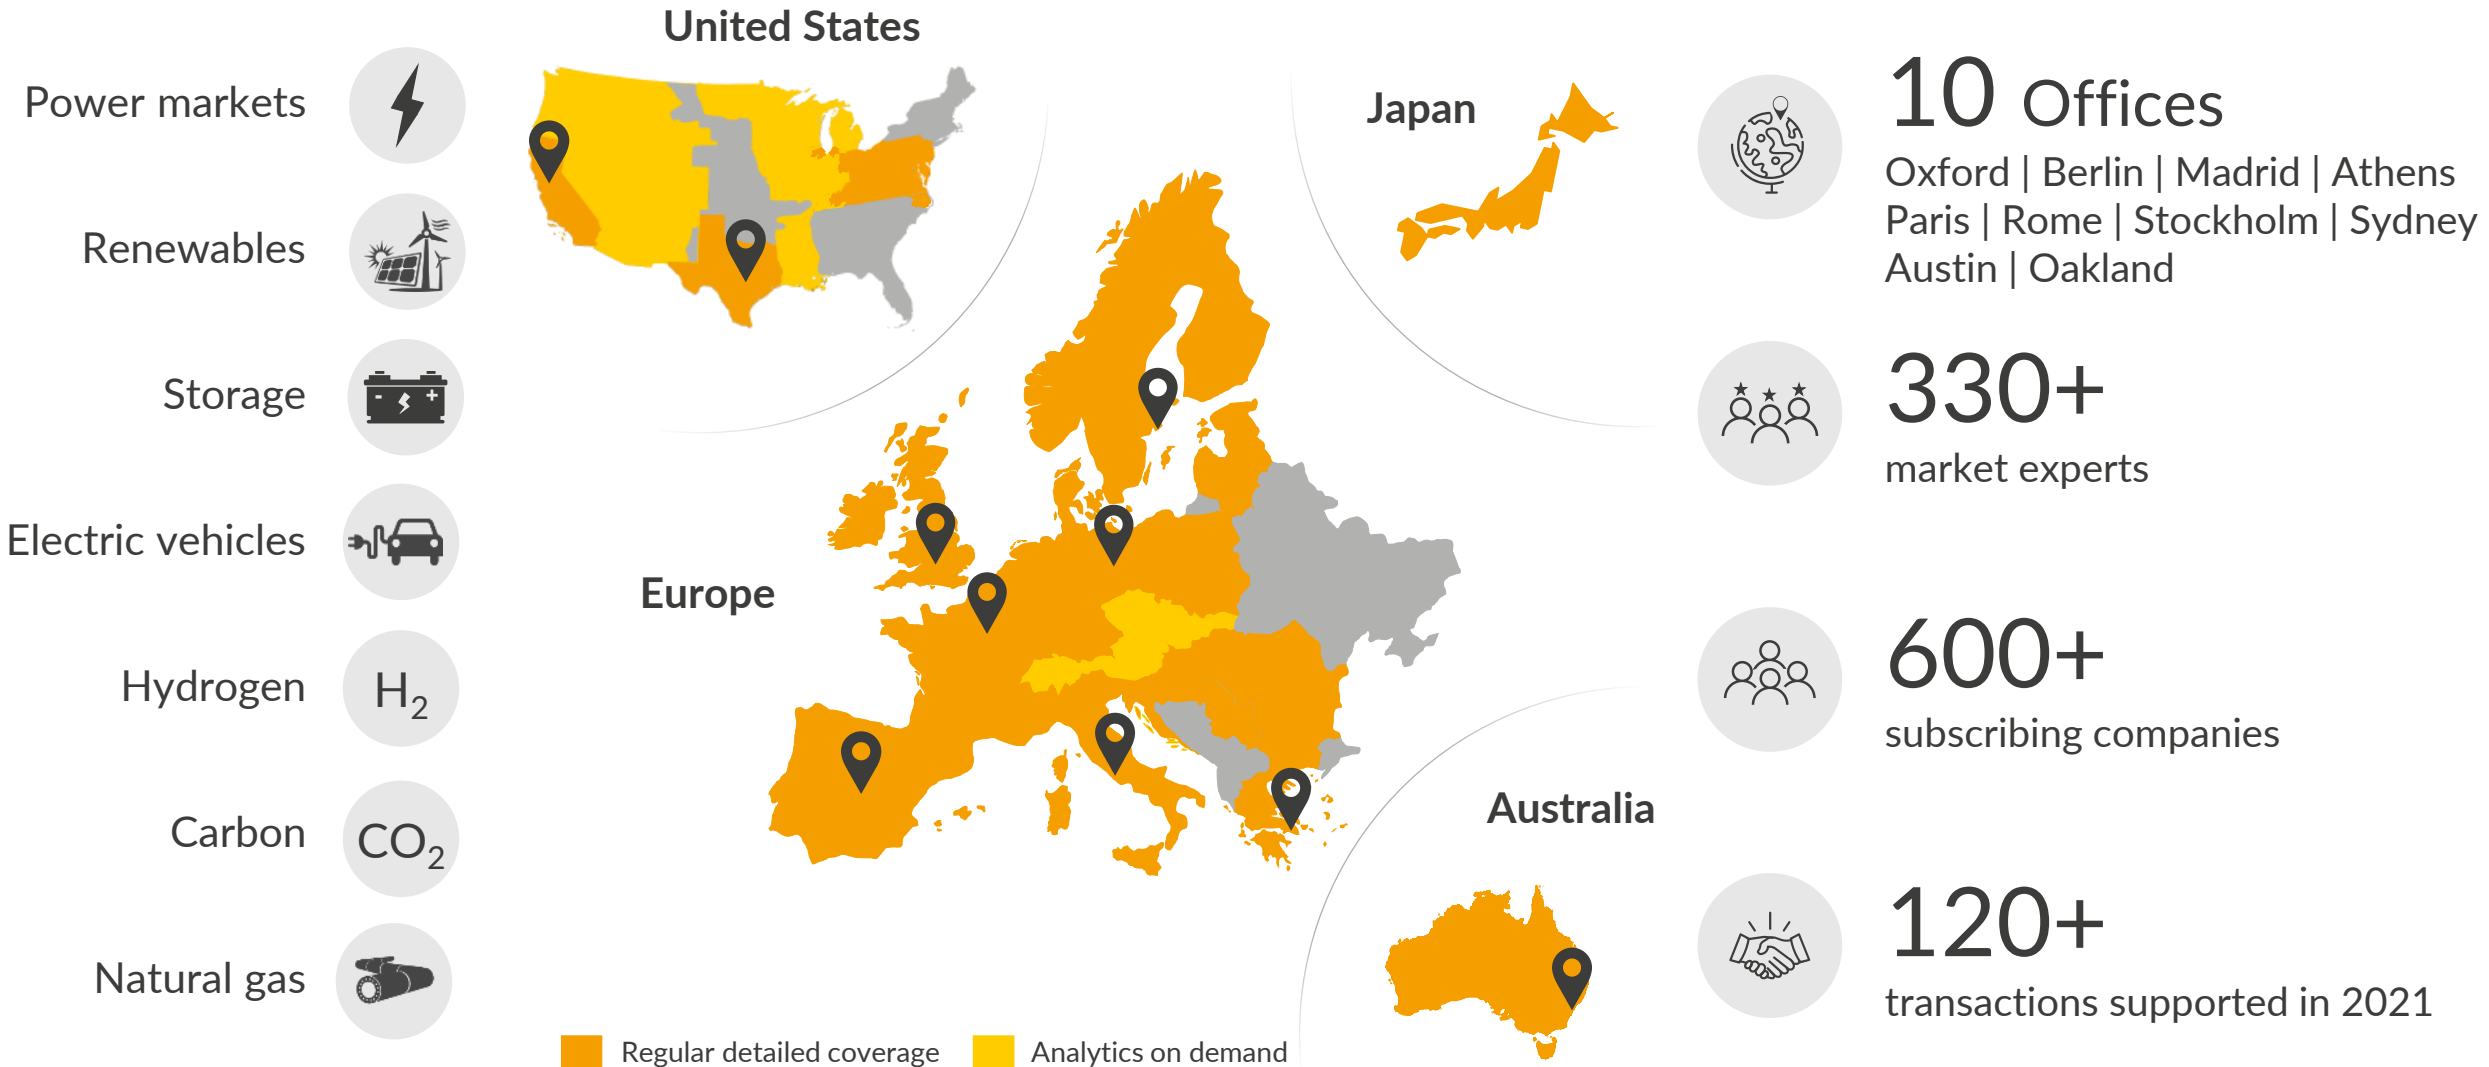 Power markets
Renewables
Storage
Electric vehicles
Hydrogen
H2
Carbon
CO2
Natural gas
United States
Europe
Japan
Australia
Regular detailed coverage
Analytics on demand
10 Offices
Oxford | Berlin | Madrid | Athens
Paris | Rome | Stockholm | Sydney
Austin | Oakland
330+
market experts
600+
subscribing companies
120+
transactions supported in 2021